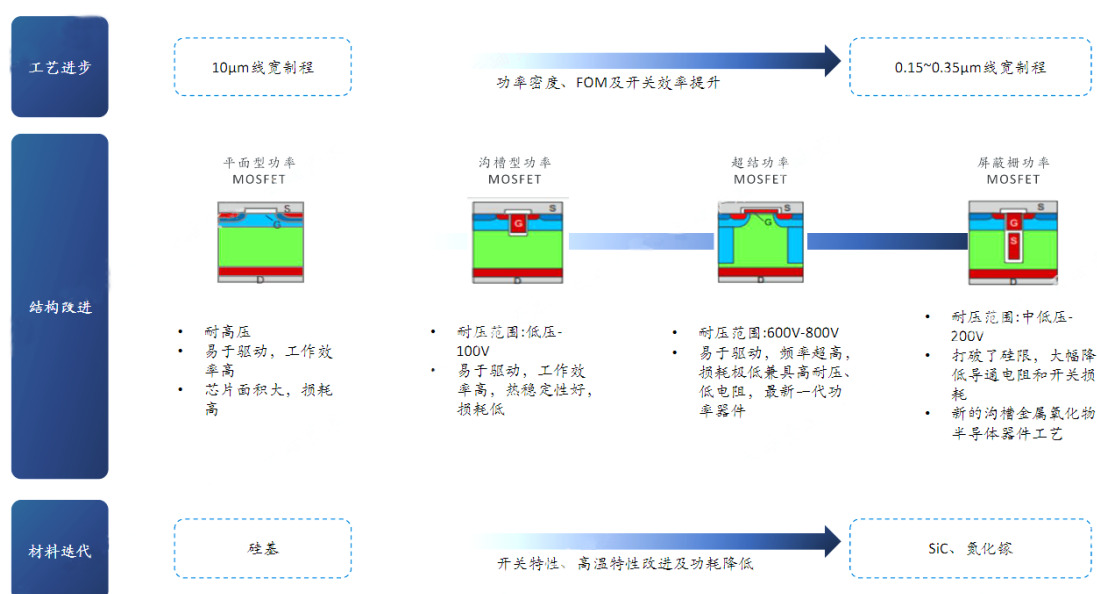 工艺进步
10μm线宽制程
功率密度、FOM及开关效率提升
0.15~0.35μm线宽制程
结构改进
平面型功率
MOSFET
S
G
D
• 耐高压
• 易于驱动，工作效
率高
• 芯片面积大，损耗
高
沟槽型功率
MOSFET
S
G
D
• 耐压范围:低压-
100V
• 易于驱动，工作效
率高，热稳定性好，
损耗低
超结功率
MOSFET
S
G
D
• 耐压范围:600V-800V
• 易于驱动，频率超高，
损耗极低兼具高耐压、
低电阻，最新一代功
率器件
屏蔽栅功率
MOSFET
S
G
S
D
• 耐压范围:中低压-
200V
• 打破了硅限，大幅降
低导通电阻和开关损
耗
• 新的沟槽金属氧化物
半导体器件工艺
材料迭代
硅基
开关特性、高温特性改进及功耗降低
SiC、氮化镓